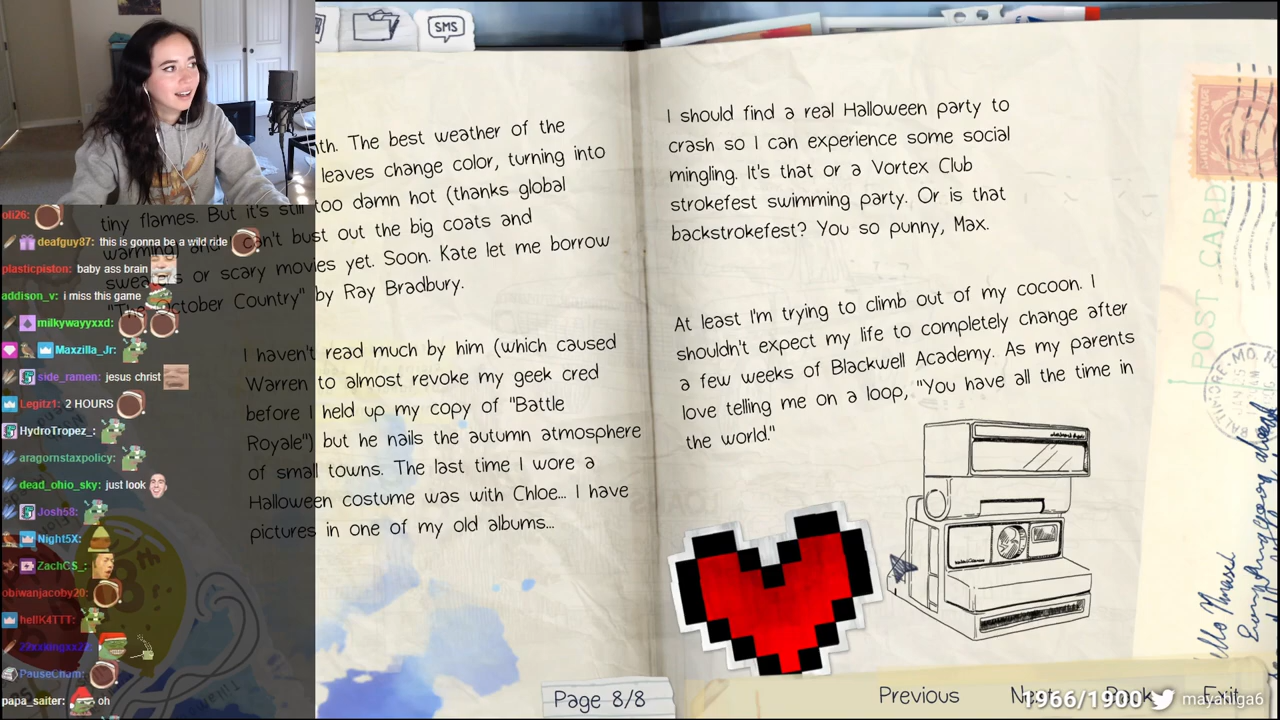 SMS
nth. The best weather of the
leaves change color, turning into
tiny flames. But it's still too damn hot (thanks global
warming) and I can't bust out the big coats and
sweaters or scary movies yet. Soon. Kate let me borrow
"The October Country" by Ray Bradbury.
I haven't read much by him (which caused
Warren to almost revoke my geek cred
before I held up my copy of "Battle
Royale") but he nails the autumn atmosphere
of small towns. The last time I wore a
Halloween costume was with Chloe... I have
pictures in one of my old albums...
Page 8/8
I should find a real Halloween party to
crash so I can experience some social
mingling. It's that or a Vortex Club
strokefest swimming party. Or is that
backstrokefest? You so punny, Max.
At least I'm trying to climb out of my cocoon. I
shouldn't expect my life to completely change after
a few weeks of Blackwell Academy. As my parents
love telling me on a loop, "You have all the time in
the world."
POST CARD
Previous
Back
Exit
1966/1900
mayahiga6
oli26:
deafguy87: this is gonna be a wild ride
plasticpiston: baby ass brain
addison_v: i miss this game
milkywayyxxd:
Maxzilla_Jr:
side_ramen: jesus christ
Legitz1: 2 HOURS
HydroTropez_:
aragornstaxpolicy:
dead_ohio_sky: just look
Josh58:
Night5X:
ZachCS_:
obiwanjacoby20:
hellK4TTT:
PauseCham:
papa_saiter: oh